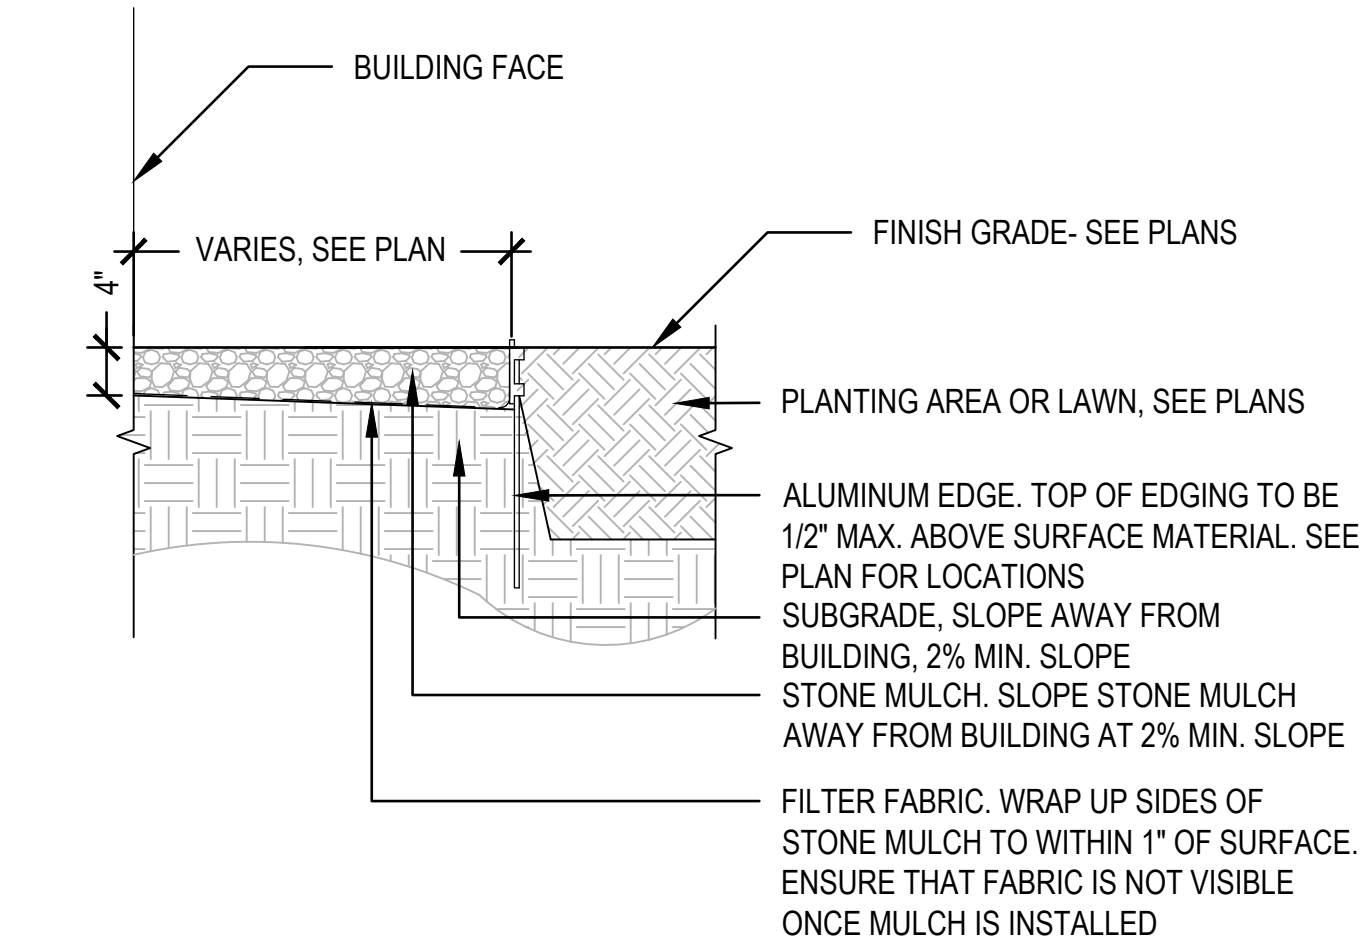 BUILDING FACE
FINISH GRADE- SEE PLANS
VARIES, SEE PLAN
4"
PLANTING AREA OR LAWN, SEE PLANS
ALUMINUM EDGE. TOP OF EDGING TO BE
1/2" MAX. ABOVE SURFACE MATERIAL. SEE
PLAN FOR LOCATIONS
SUBGRADE, SLOPE AWAY FROM
BUILDING, 2% MIN. SLOPE
STONE MULCH. SLOPE STONE MULCH
AWAY FROM BUILDING AT 2% MIN. SLOPE
FILTER FABRIC. WRAP UP SIDES OF
STONE MULCH TO WITHIN 1" OF SURFACE.
ENSURE THAT FABRIC IS NOT VISIBLE
ONCE MULCH IS INSTALLED